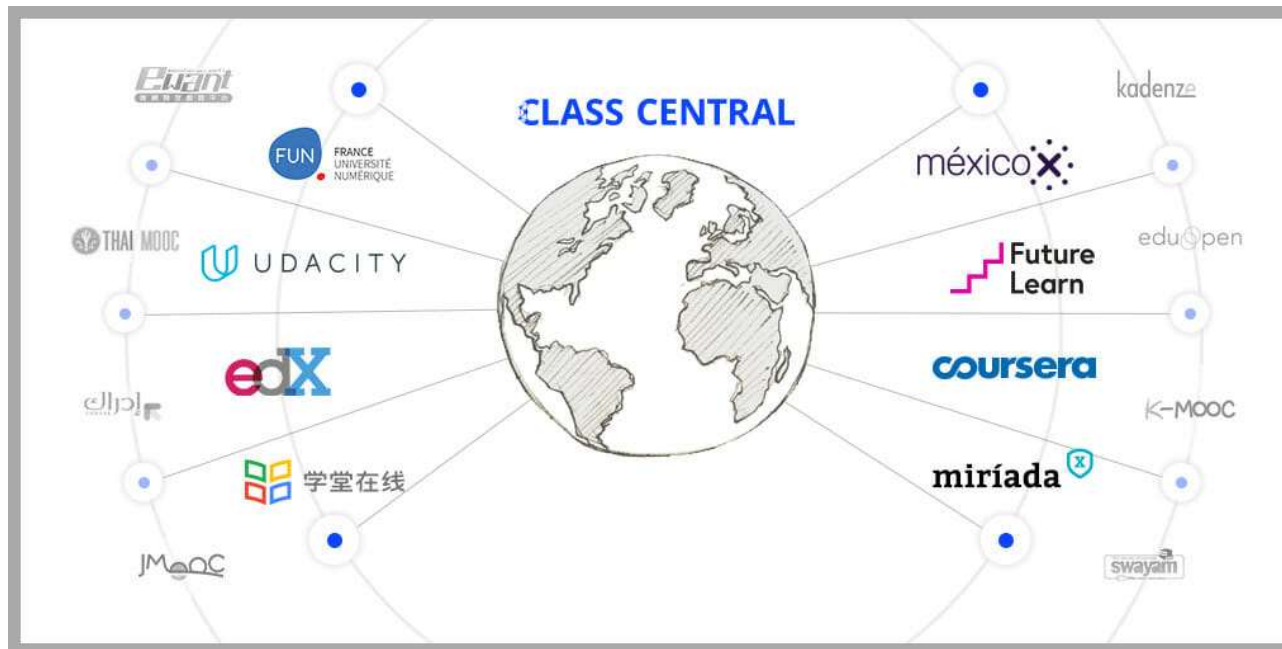 CLASS CENTRAL
ewant
FUN
FRANCE
UNIVERSITÉ
NUMÉRIQUE
THAI MOOC
UDACITY
edX
إدراك
学堂在线
JMOOC
kadenze
méxicoX
eduOpen
Future
Learn
coursera
K-MOOC
miríada X
swayam